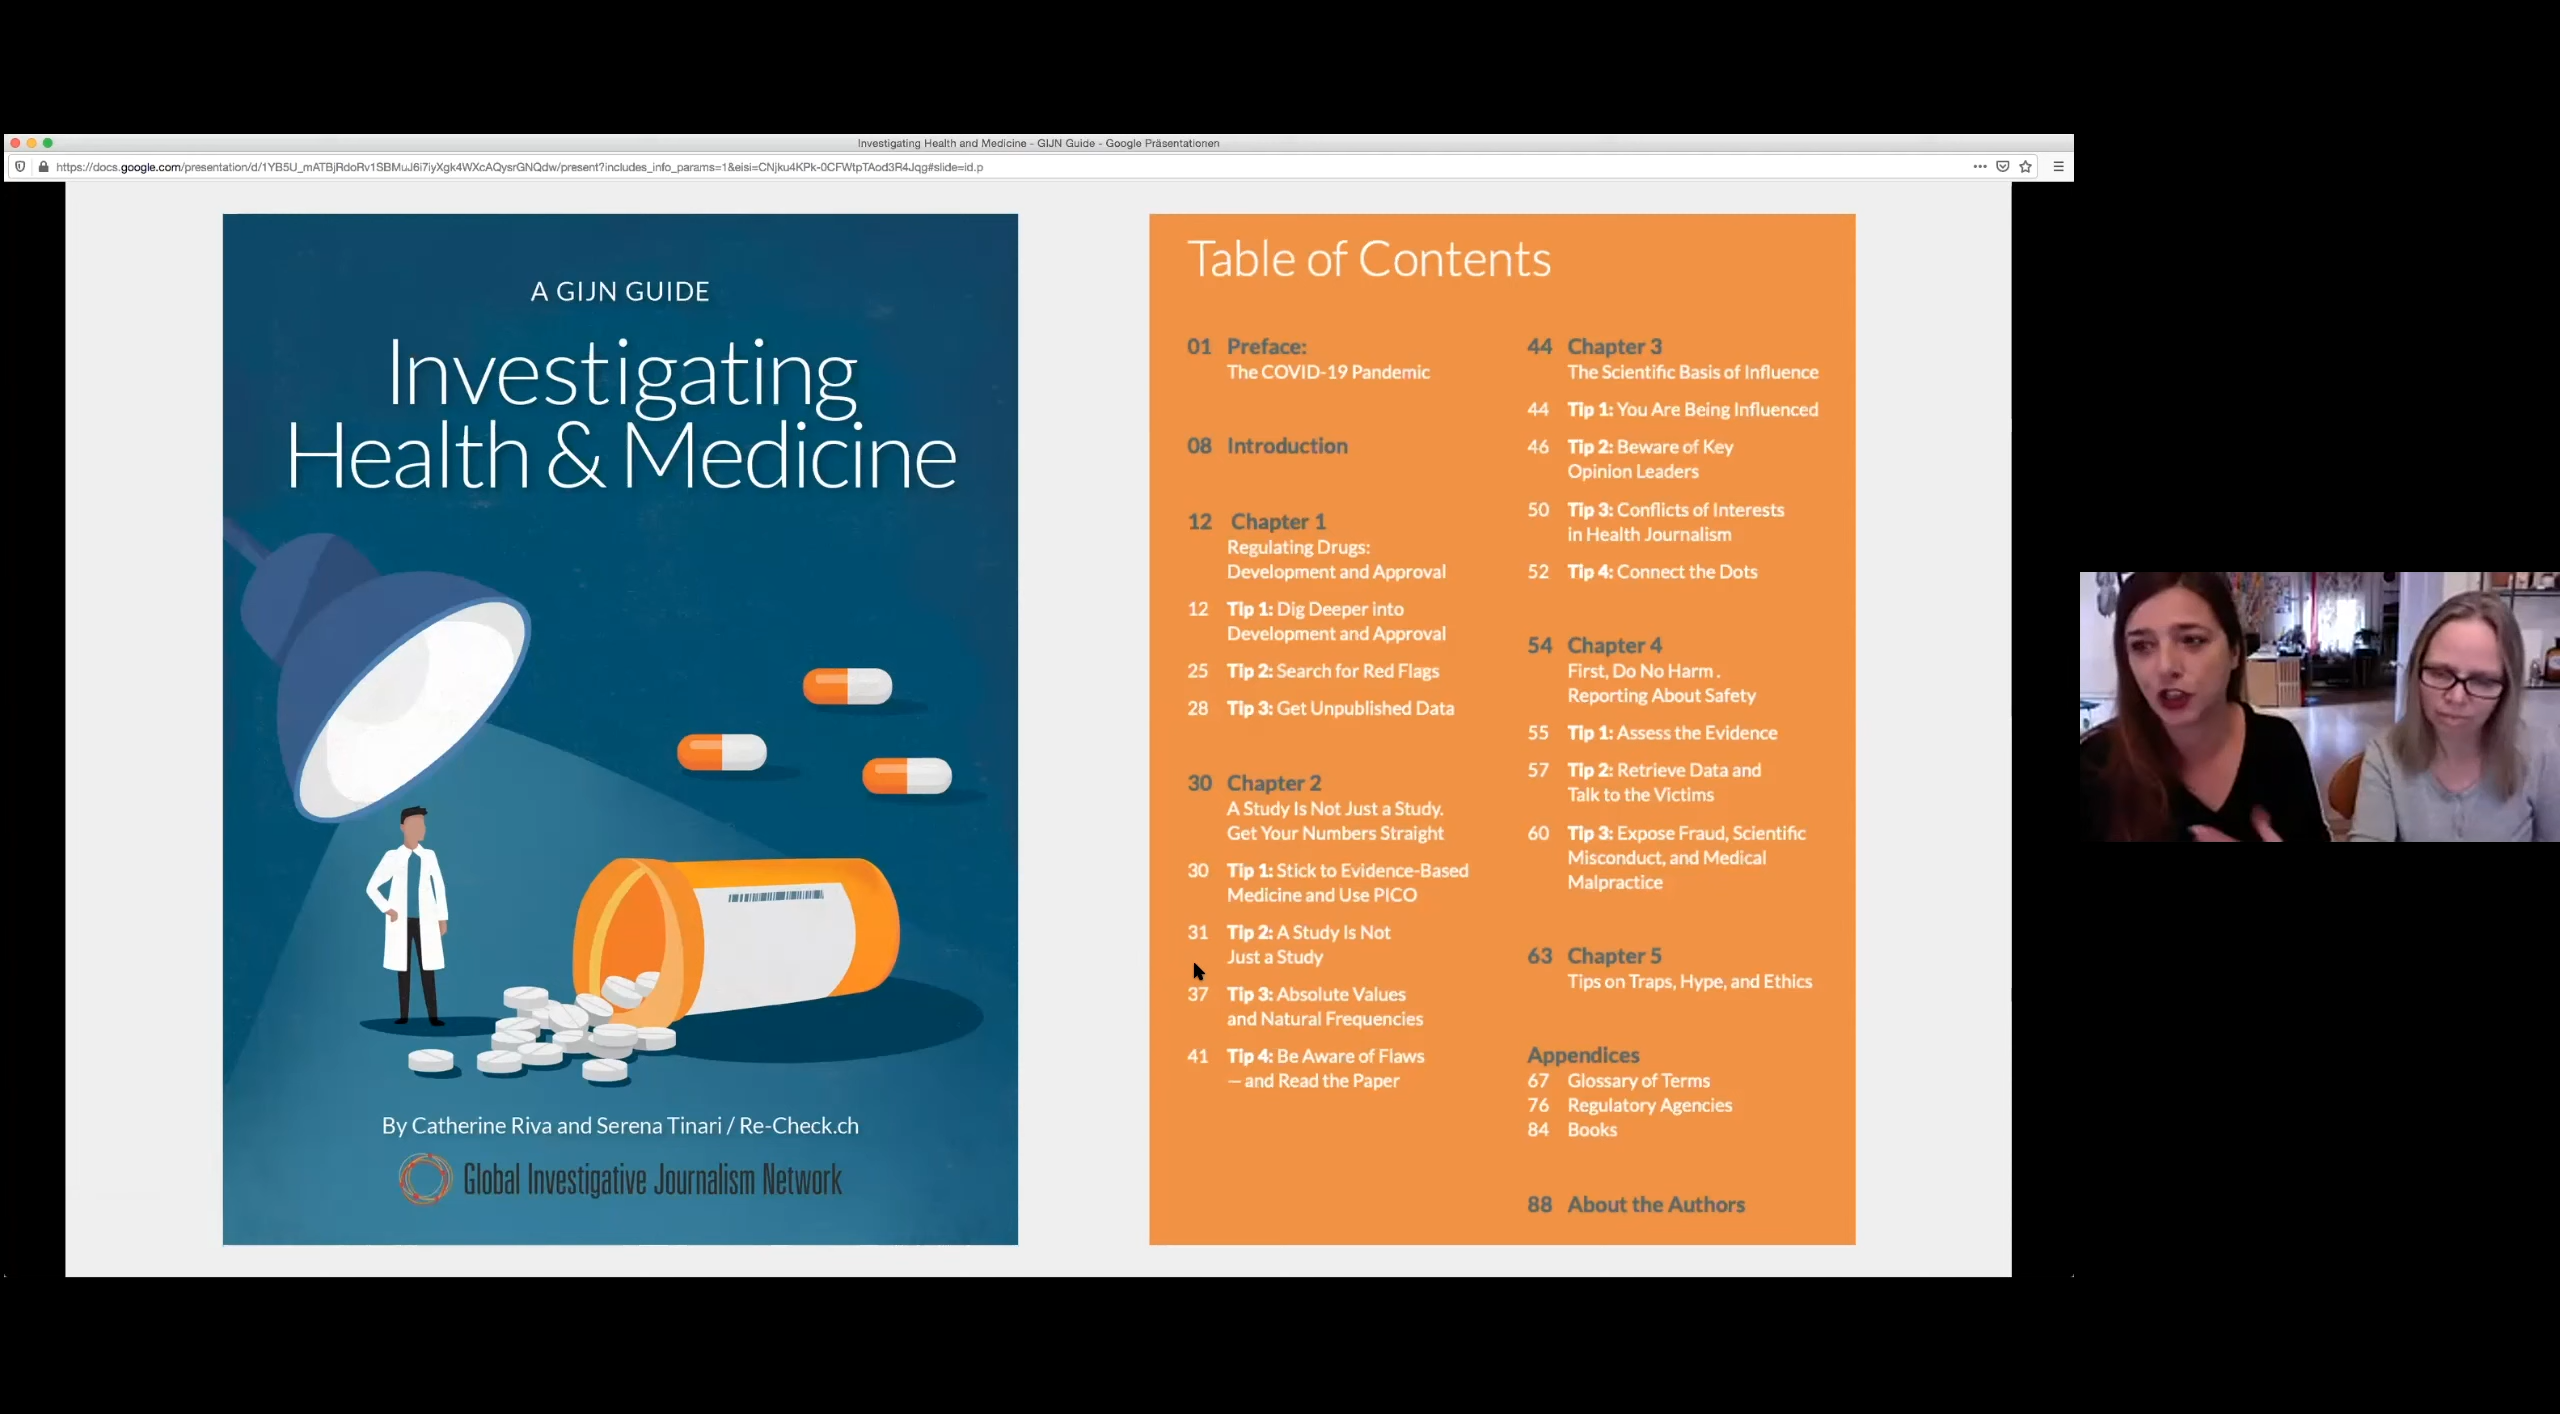 Investigating Health and Medicine - GIJN Guide - Google Präsentationen
https://docs.google.com/presentation/d/1YB5U_mATBjRdoRv1SBMuJ6i7iyXgk4WXcAQysrGNQdw/present?includes_info_params=1&eisi=CNjku4KPk-0CFWtpTAod3R4Jqg#slide=id.p
A GIJN GUIDE
Investigating
Health & Medicine
By Catherine Riva and Serena Tinari / Re-Check.ch
Global Investigative Journalism Network
Table of Contents
01 Preface:
The COVID-19 Pandemic
08 Introduction
12 Chapter 1
Regulating Drugs:
Development and Approval
12 Tip 1: Dig Deeper into
Development and Approval
25 Tip 2: Search for Red Flags
28 Tip 3: Get Unpublished Data
30 Chapter 2
A Study Is Not Just a Study.
Get Your Numbers Straight
30 Tip 1: Stick to Evidence-Based
Medicine and Use PICO
31 Tip 2: A Study Is Not
Just a Study
37 Tip 3: Absolute Values
and Natural Frequencies
41 Tip 4: Be Aware of Flaws
— and Read the Paper
44 Chapter 3
The Scientific Basis of Influence
44 Tip 1: You Are Being Influenced
46 Tip 2: Beware of Key
Opinion Leaders
50 Tip 3: Conflicts of Interests
in Health Journalism
52 Tip 4: Connect the Dots
54 Chapter 4
First, Do No Harm.
Reporting About Safety
55 Tip 1: Assess the Evidence
57 Tip 2: Retrieve Data and
Talk to the Victims
60 Tip 3: Expose Fraud, Scientific
Misconduct, and Medical
Malpractice
63 Chapter 5
Tips on Traps, Hype, and Ethics
Appendices
67 Glossary of Terms
76 Regulatory Agencies
84 Books
88 About the Authors